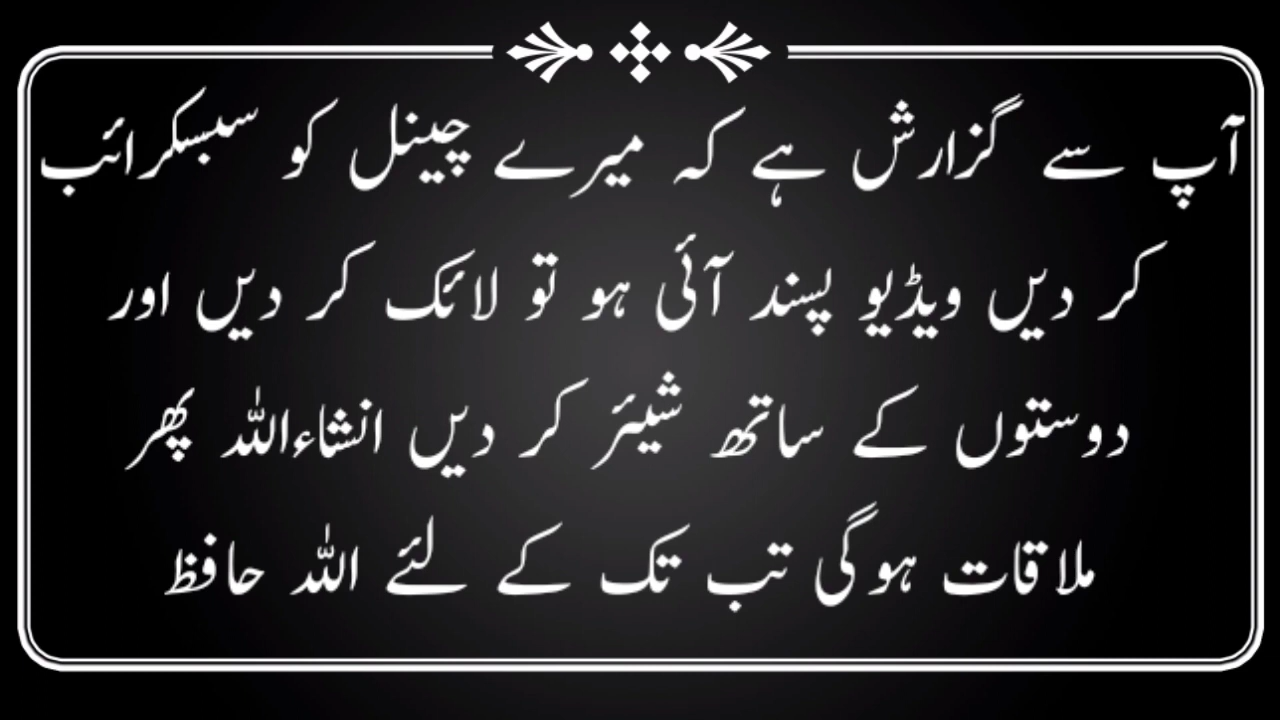 آپ سے گزارش ہے کہ میرے چینل کو سبسکرائب
کر دیں ویڈیو پسند آئی ہو تو لائک کر دیں اور
دوستوں کے ساتھ شیئر کر دیں انشاءاللہ پھر
ملاقات ہوگی تب تک کے لئے اللہ حافظ